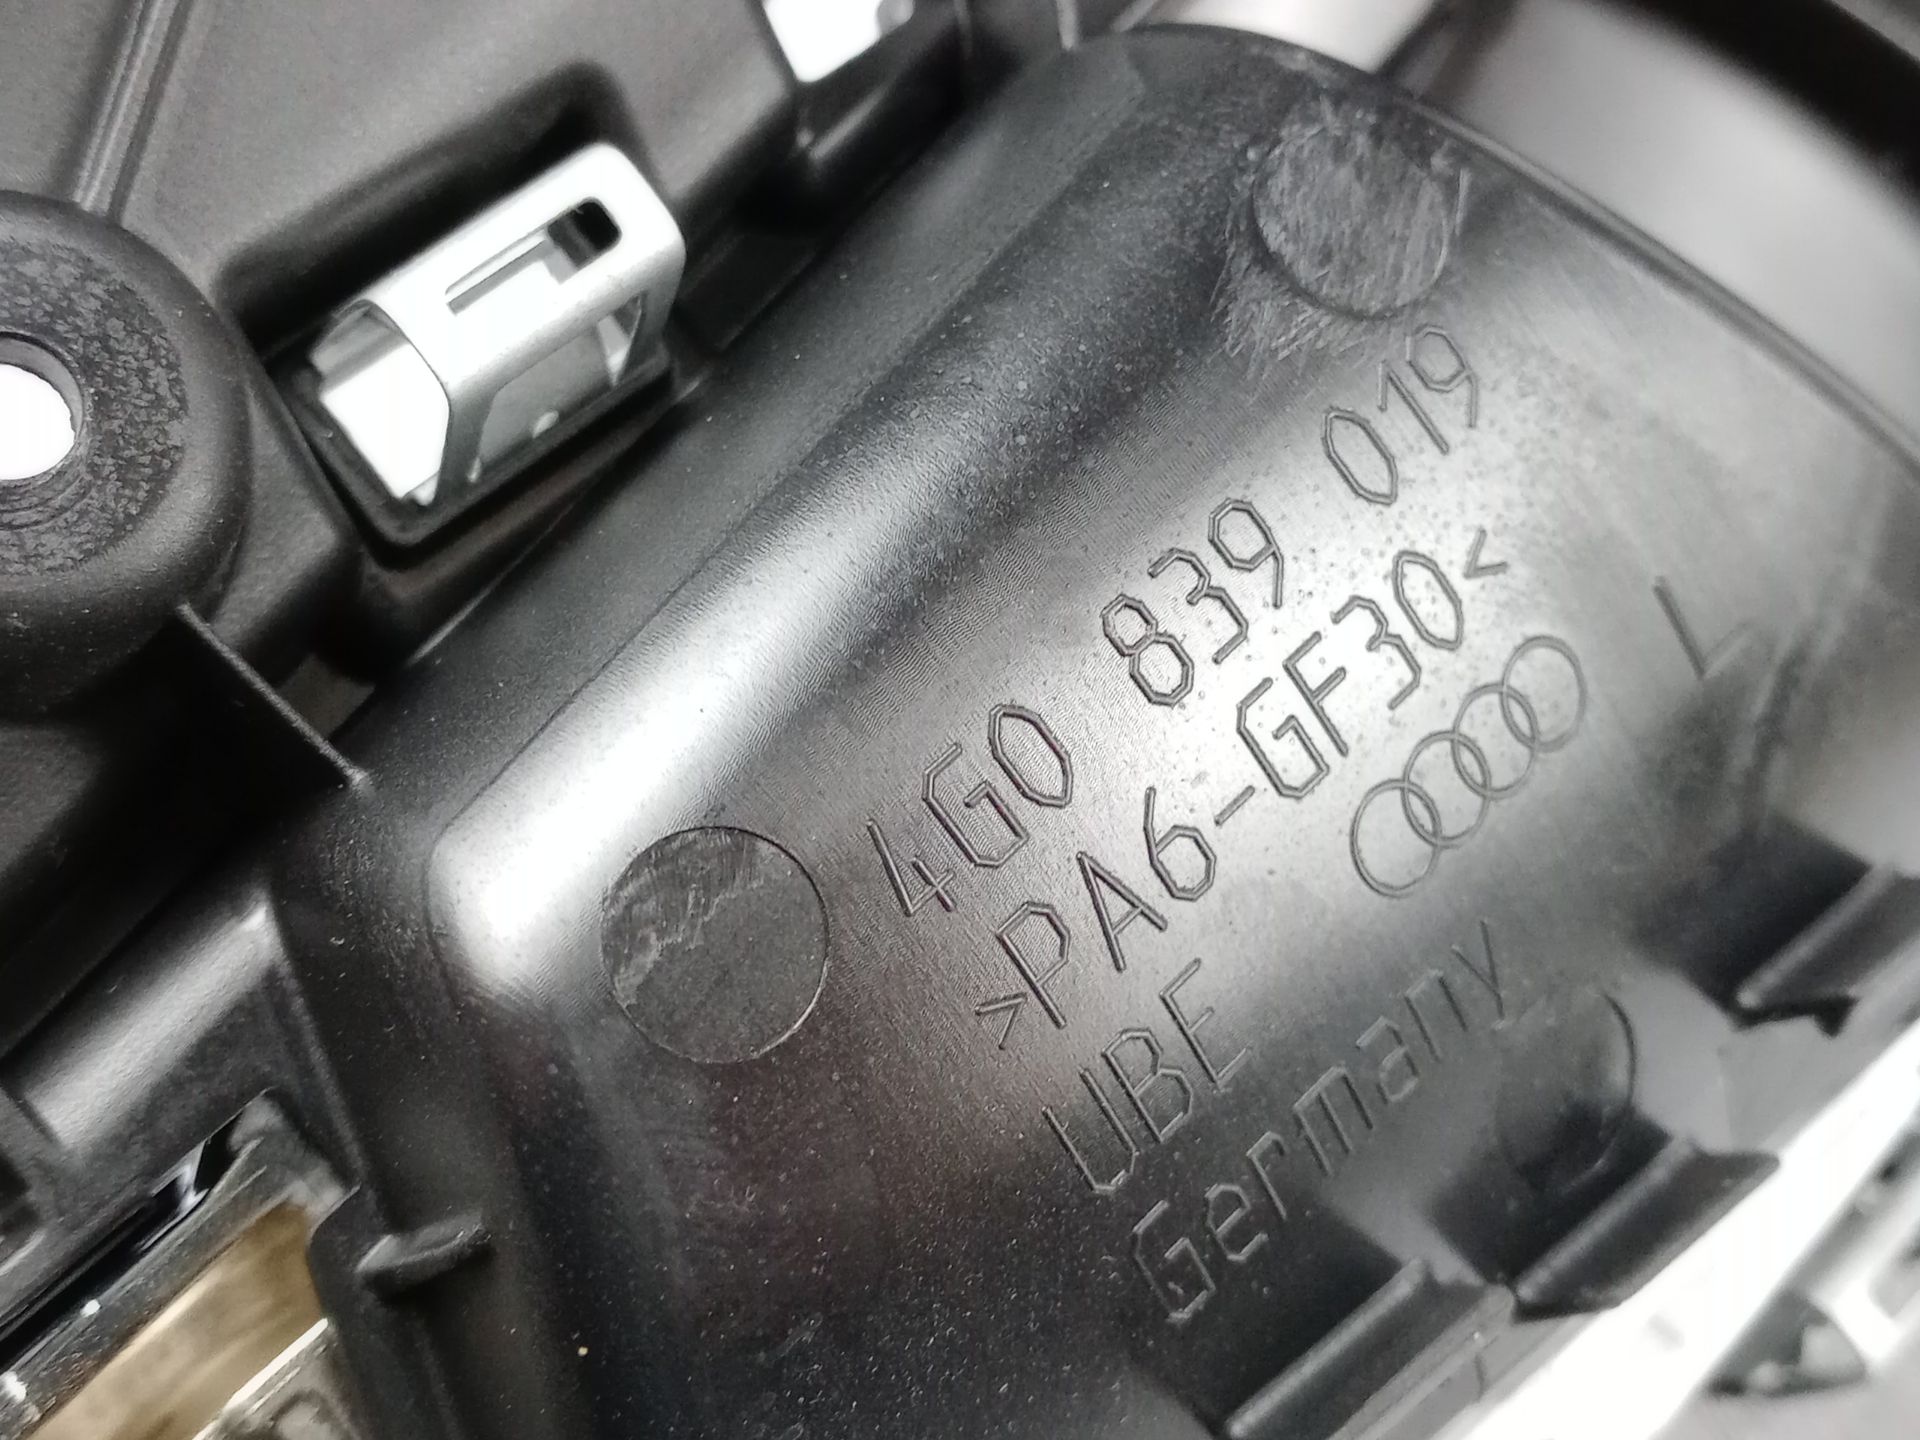 4G0 839 019
>PA6-GF30<
L
UBE
Germany